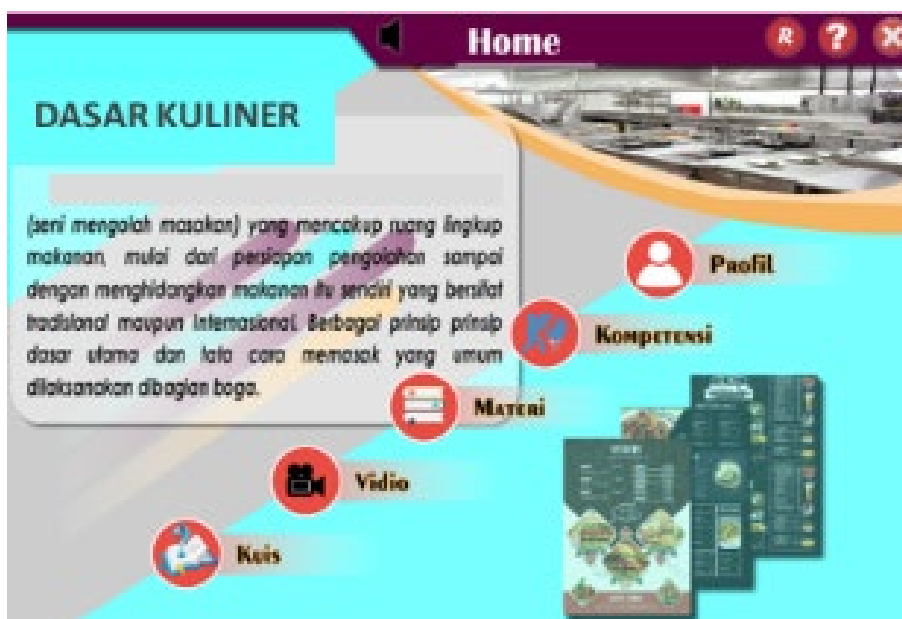 Home
R ? X
DASAR KULINER
(seni mengolah masakan) yang mencakup ruang lingkup
makanan, mulai dari persiapan pengolahan sampai
dengan menghidangkan makanan itu sendiri yang bersifat
tradisional maupun Internasional. Berbagai prinsip prinsip
dasar utama dan tata cara memasak yang umum
dilaksanakan dibagian boga.
Profil
Kompetensi
Materi
Vidio
Kuis